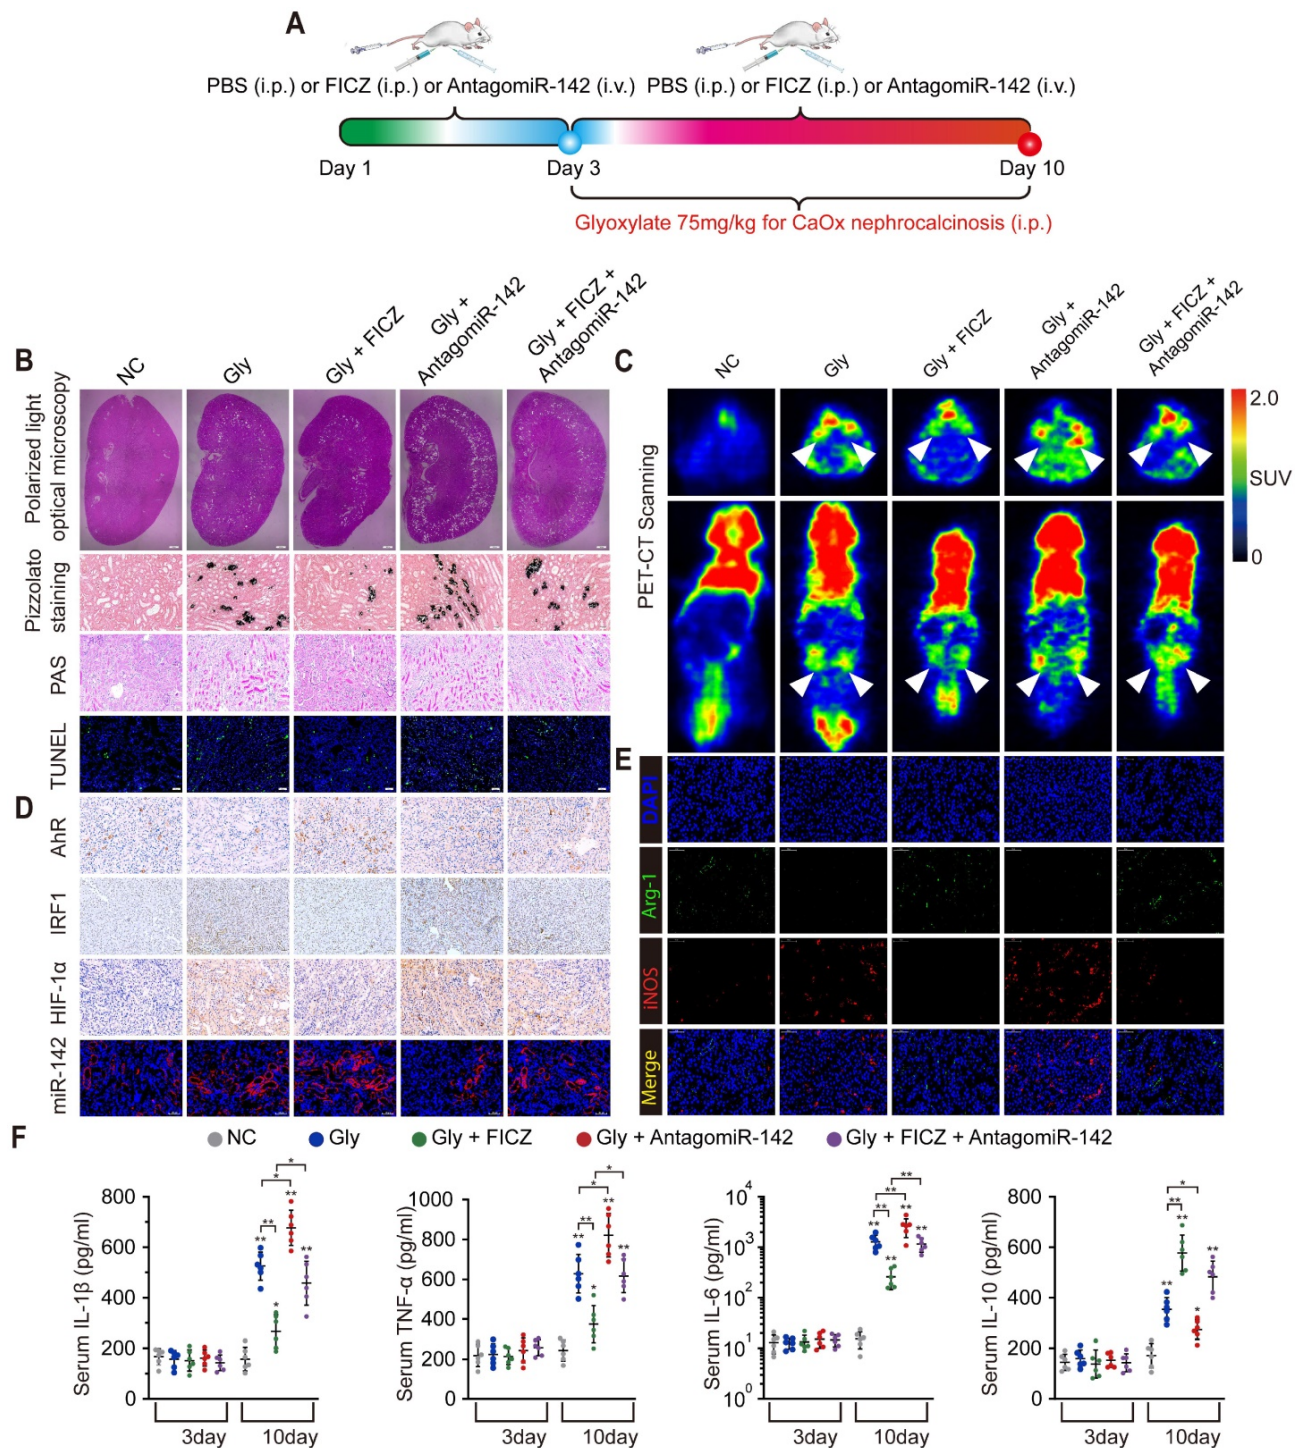 A
PBS (i.p.) or FICZ (i.p.) or AntagomiR-142 (i.v.) PBS (i.p.) or FICZ (i.p.) or AntagomiR-142 (i.v.)
Day 1 Day 3 Day 10
Glyoxylate 75mg/kg for CaOx nephrocalcinosis (i.p.)
B
NC
Gly
Gly + FICZ
Gly +
AntagomiR-142
Gly + FICZ +
AntagomiR-142
Polarized light
optical microscopy
Pizzolato
staining
PAS
TUNEL
C
NC
Gly
Gly + FICZ
Gly +
AntagomiR-142
Gly + FICZ +
AntagomiR-142
PET-CT Scanning
2.0
SUV
0
D
AhR
IRF1
HIF-1α
miR-142
E
DAPI
Arg-1
iNOS
Merge
F
NC Gly Gly + FICZ Gly + AntagomiR-142 Gly + FICZ + AntagomiR-142
Serum IL-1β (pg/ml)
800
600
400
200
0
** ** * ** ** * *
3day 10day
Serum TNF-α (pg/ml)
1000
800
600
400
200
0
** ** * ** ** * *
3day 10day
Serum IL-6 (pg/ml)
10⁴
10³
10²
10¹
10⁰
** ** ** ** ** ** **
3day 10day
Serum IL-10 (pg/ml)
800
600
400
200
0
** ** ** * ** *
3day 10day